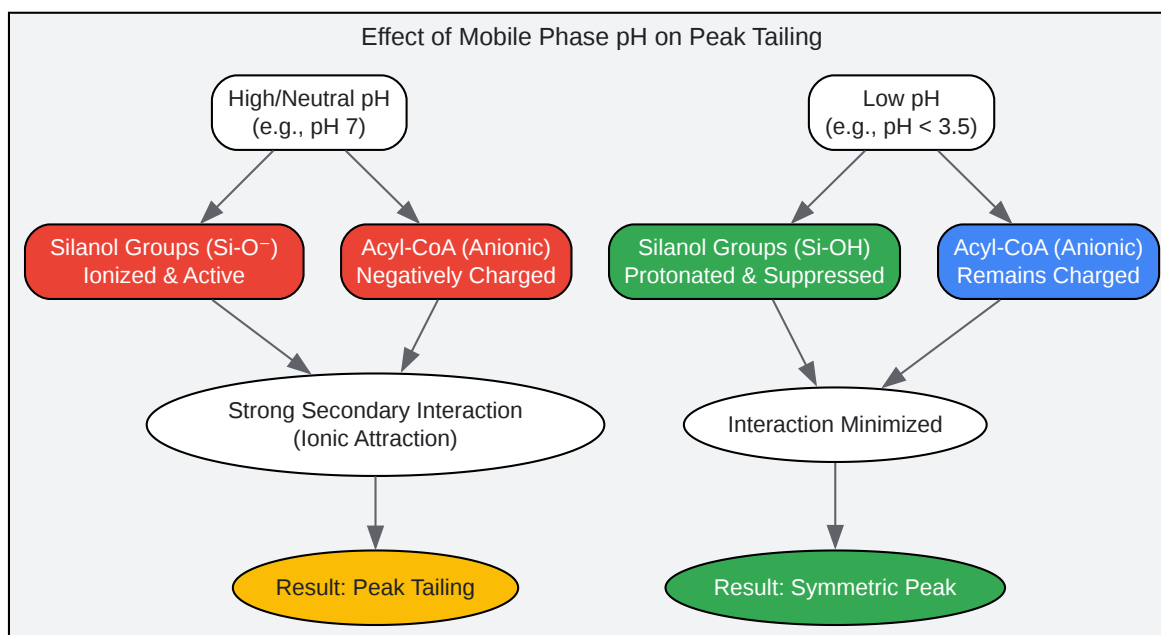 Effect of Mobile Phase pH on Peak Tailing
High/Neutral pH
(e.g., pH 7)
Low pH
(e.g., pH < 3.5)
Silanol Groups (Si-O⁻)
Ionized & Active
Acyl-CoA (Anionic)
Negatively Charged
Silanol Groups (Si-OH)
Protonated & Suppressed
Acyl-CoA (Anionic)
Remains Charged
Strong Secondary Interaction
(Ionic Attraction)
Interaction Minimized
Result: Peak Tailing
Result: Symmetric Peak